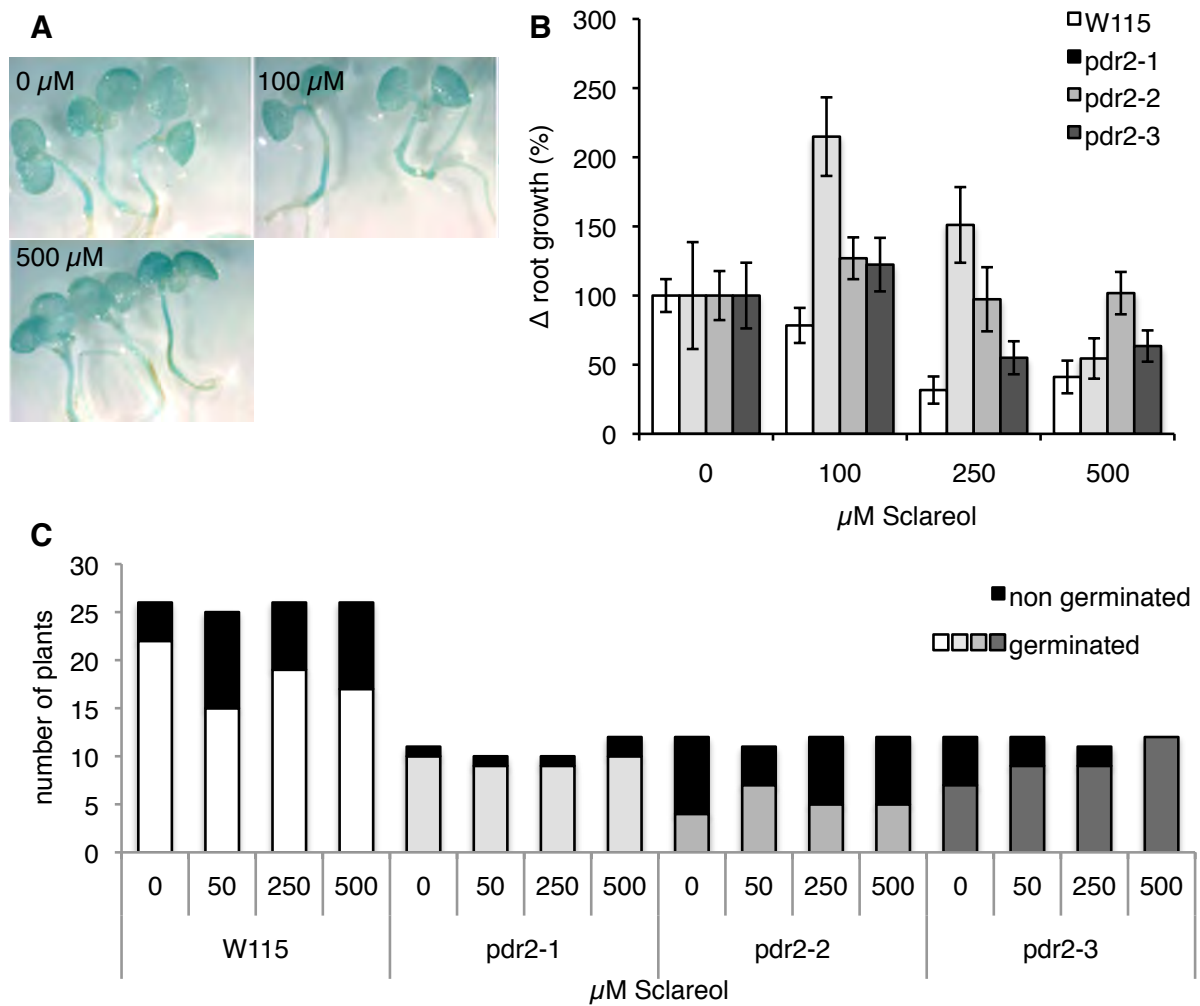 A
0 µM
100 µM
500 µM
B
Δ root growth (%)
300
250
200
150
100
50
0
W115
pdr2-1
pdr2-2
pdr2-3
0 100 250 500
µM Sclareol
C
number of plants
30
25
20
15
10
5
0
non germinated
germinated
0 50 250 500 0 50 250 500 0 50 250 500 0 50 250 500
W115 pdr2-1 pdr2-2 pdr2-3
µM Sclareol